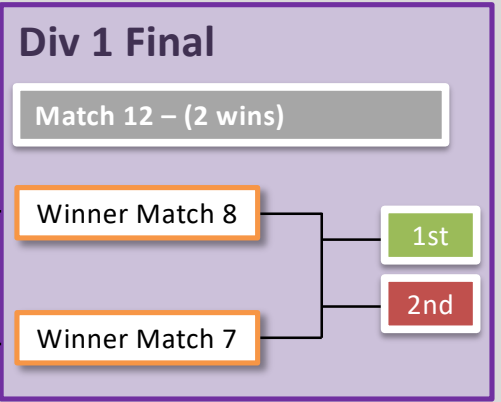 Div 1 Final
Match 12 – (2 wins)
Winner Match 8
1st
2nd
Winner Match 7